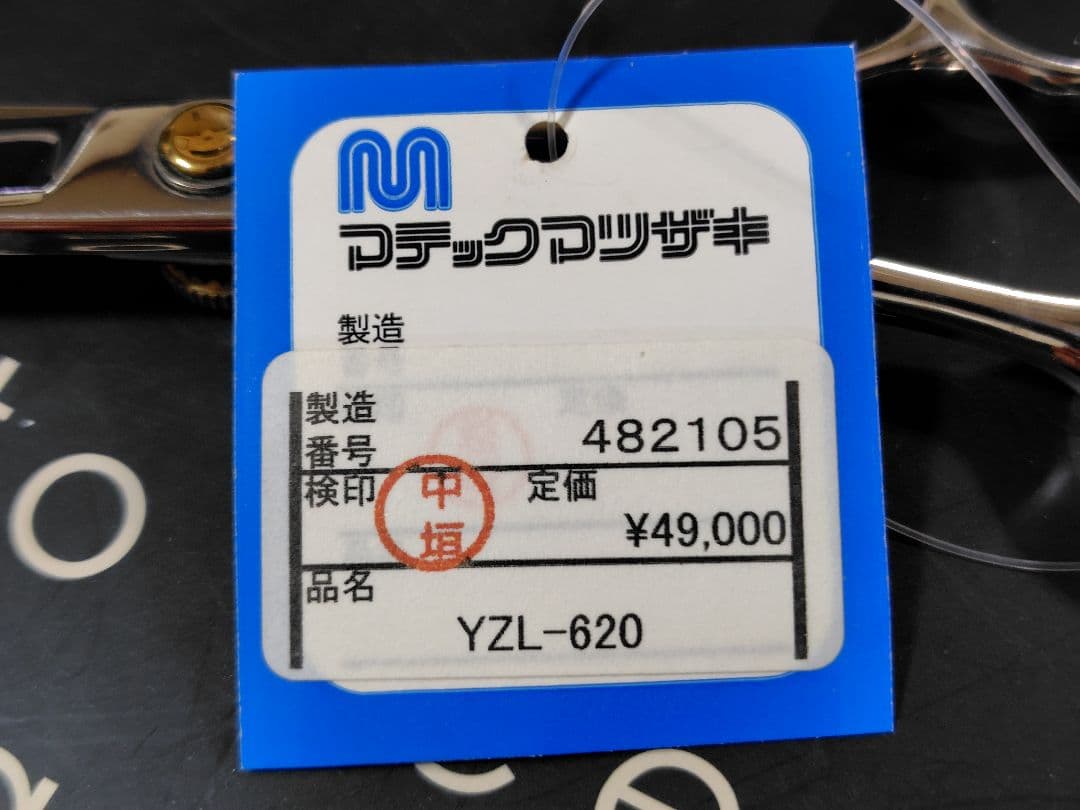 M
マテックマツザキ
製造
製造
番号
482105
検印
中垣
定価
¥49,000
品名
YZL-620